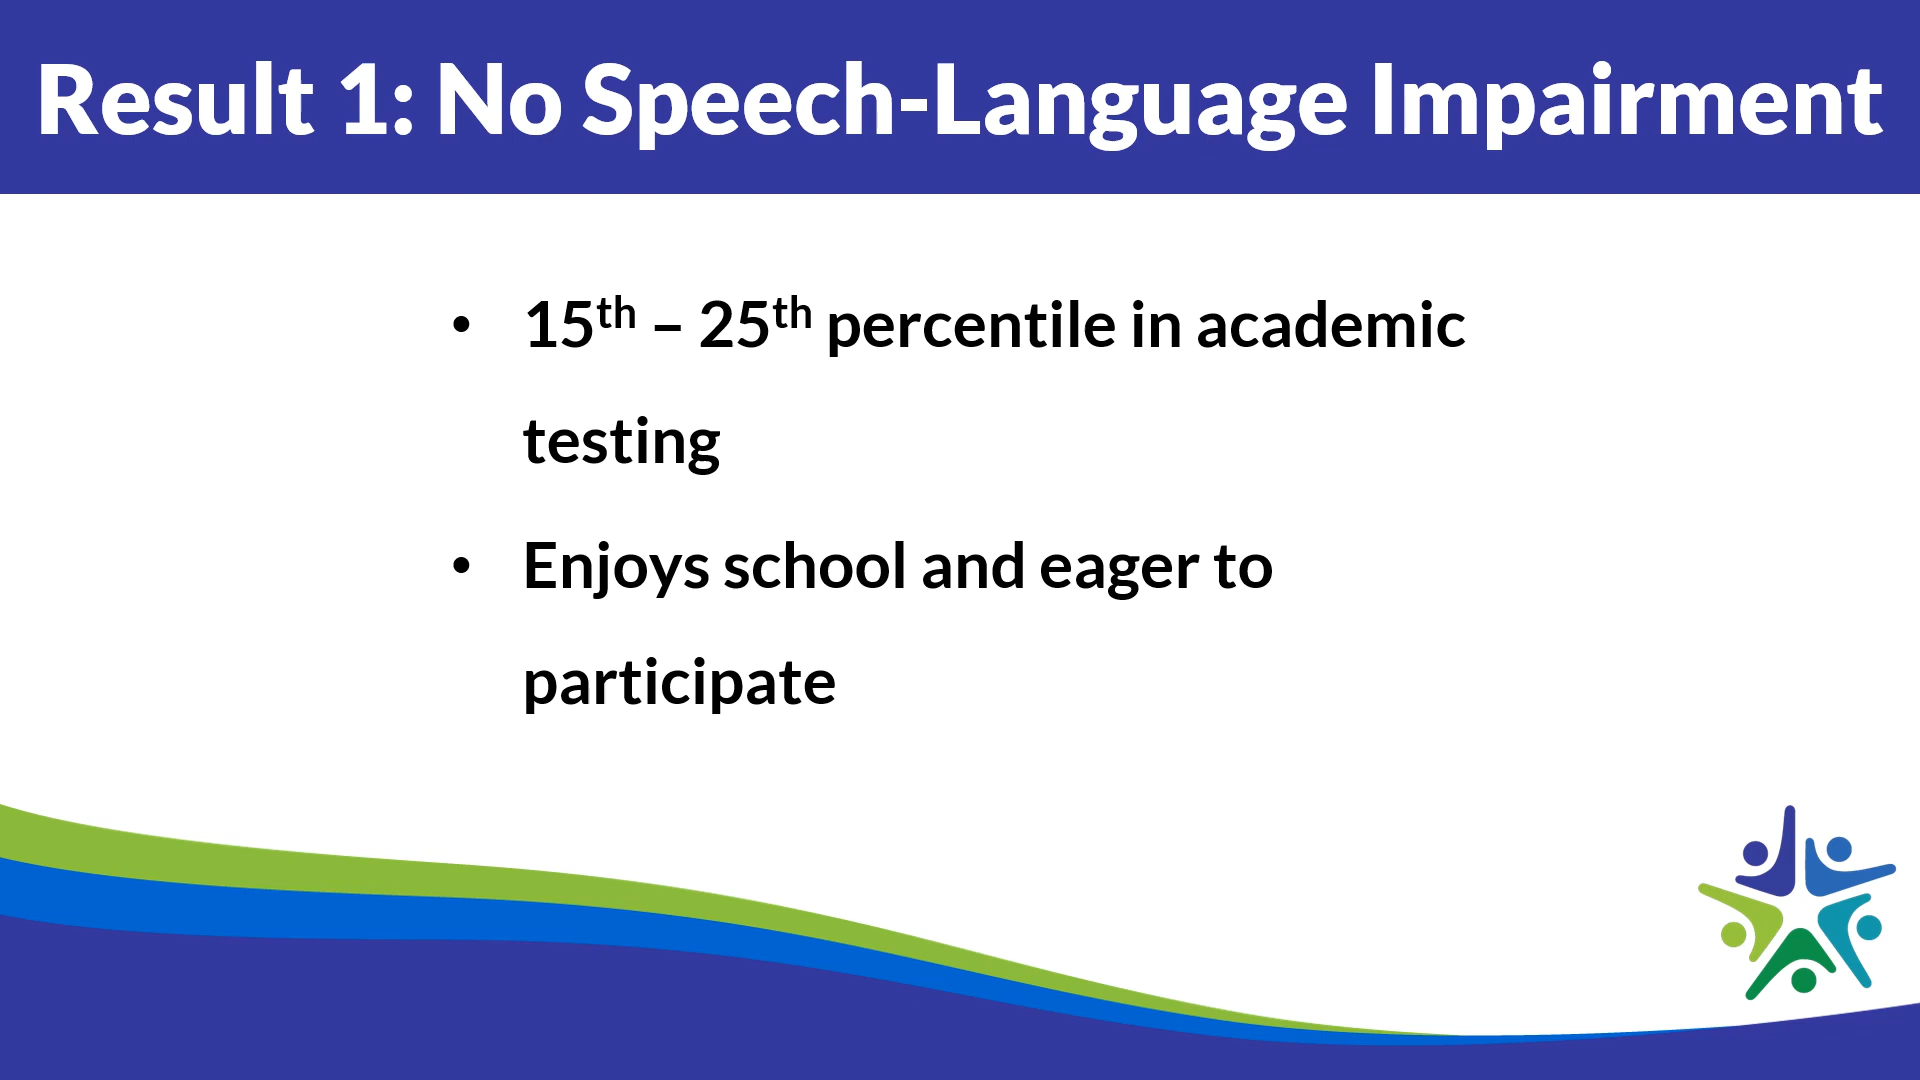 Result 1: No Speech-Language Impairment
• 15th – 25th percentile in academic
testing
• Enjoys school and eager to
participate